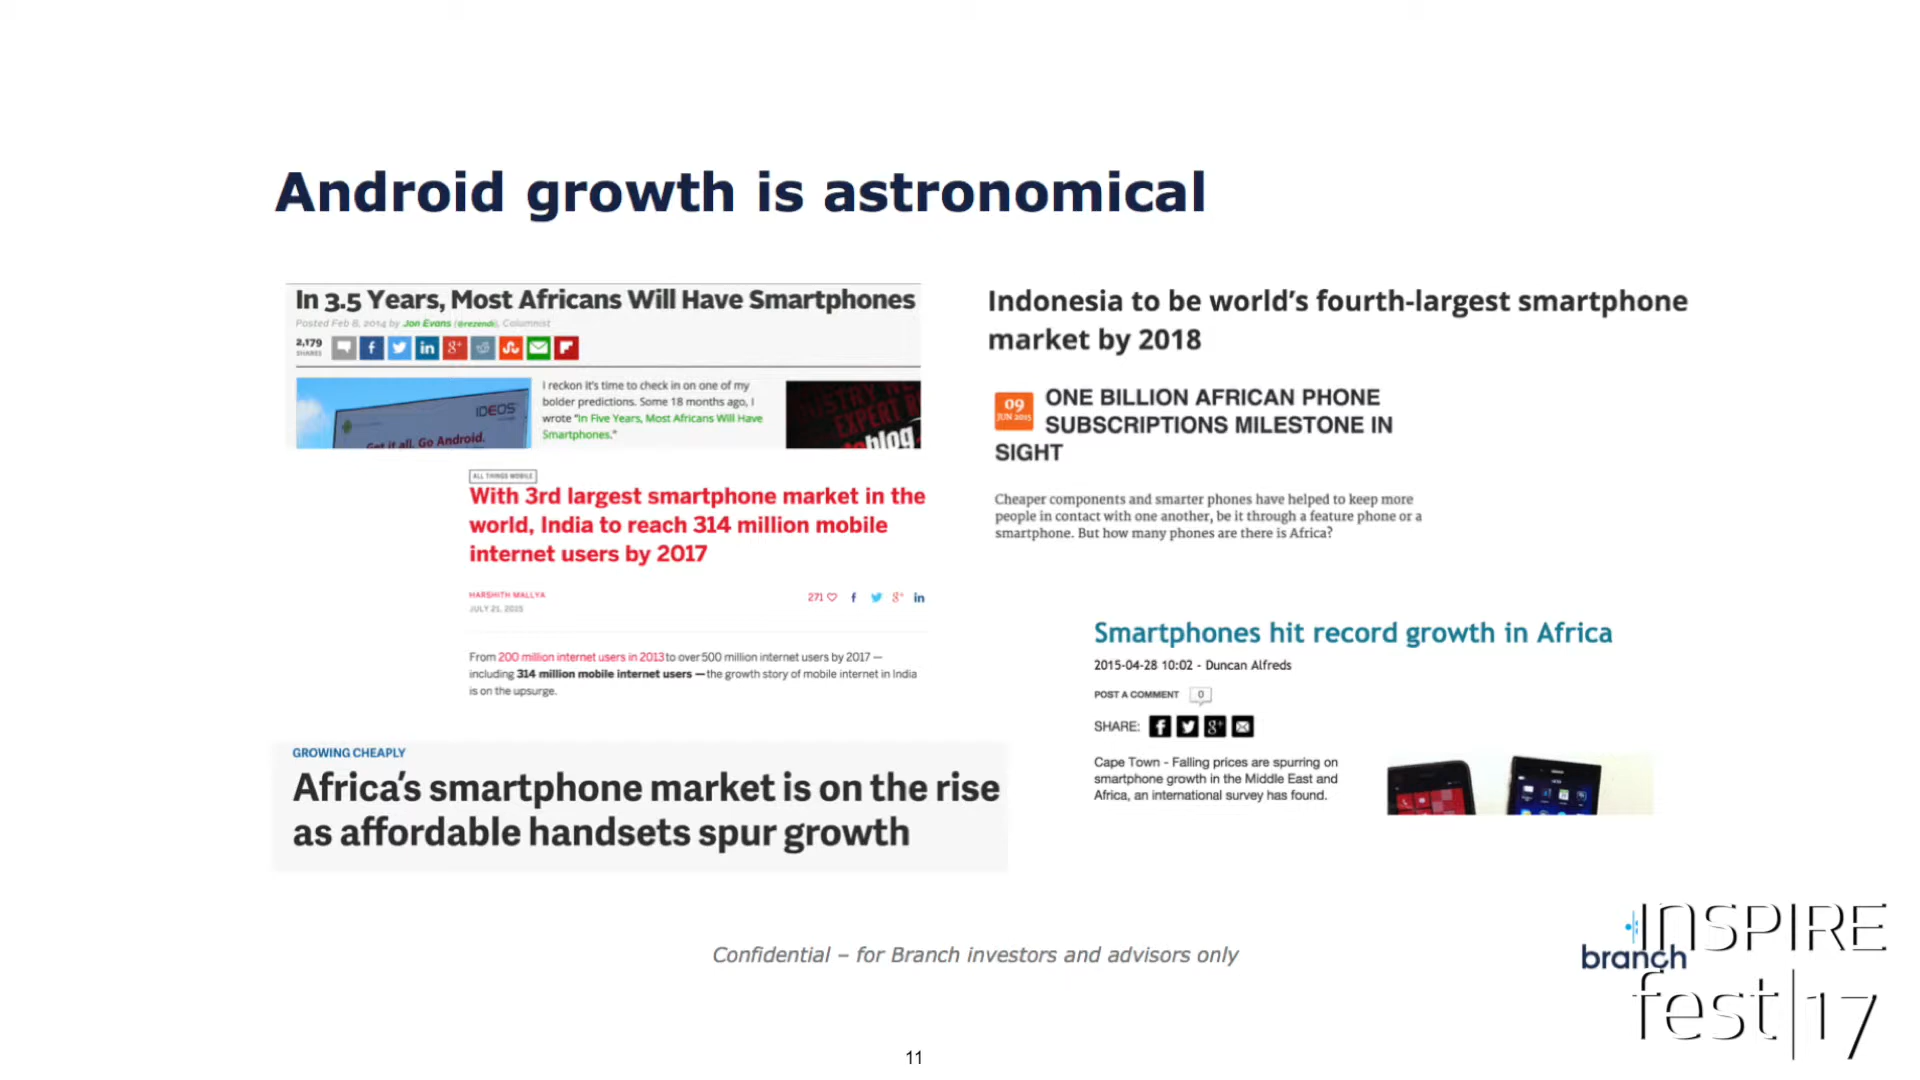 Android growth is astronomical
In 3.5 Years, Most Africans Will Have Smartphones
Posted Feb 8, 2014 by Jon Evans (@rezendi), Columnist
2,179
SHARES
IDEOS
Get it all. Go Android.
I reckon it's time to check in on one of my
bolder predictions. Some 18 months ago, I
wrote "In Five Years, Most Africans Will Have
Smartphones."
EXPERT
blog
ALL THINGS MOBILE
With 3rd largest smartphone market in the
world, India to reach 314 million mobile
internet users by 2017
HARSHITH MALLYA
JULY 21, 2015
271
From 200 million internet users in 2013 to over 500 million internet users by 2017 —
including 314 million mobile internet users — the growth story of mobile internet in India
is on the upsurge.
GROWING CHEAPLY
Africa's smartphone market is on the rise
as affordable handsets spur growth
Indonesia to be world's fourth-largest smartphone
market by 2018
09
JUN 2015
ONE BILLION AFRICAN PHONE
SUBSCRIPTIONS MILESTONE IN
SIGHT
Cheaper components and smarter phones have helped to keep more
people in contact with one another, be it through a feature phone or a
smartphone. But how many phones are there is Africa?
Smartphones hit record growth in Africa
2015-04-28 10:02 - Duncan Alfreds
POST A COMMENT 0
SHARE:
Cape Town - Falling prices are spurring on
smartphone growth in the Middle East and
Africa, an international survey has found.
Confidential – for Branch investors and advisors only
branch
INSPIRE
fest 17
11